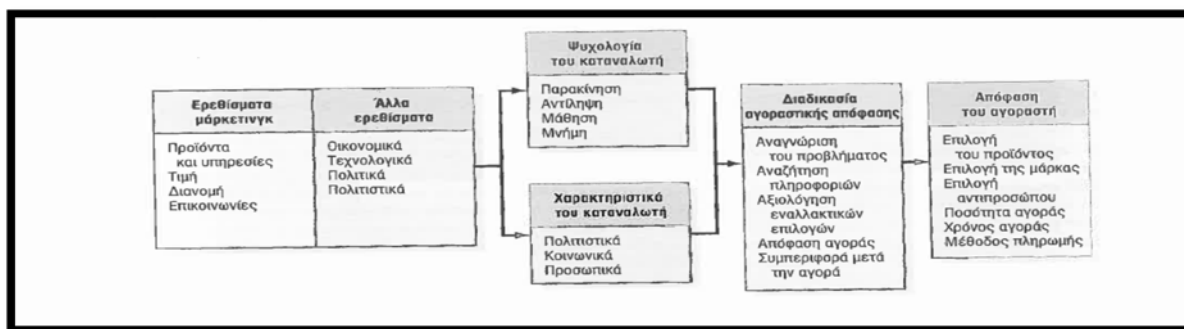 Ερεθίσματα
μάρκετινγκ
Προϊόντα
και υπηρεσίες
Τιμή
Διανομή
Επικοινωνίες
Άλλα
ερεθίσματα
Οικονομικά
Τεχνολογικά
Πολιτικά
Πολιτιστικά
Ψυχολογία
του καταναλωτή
Παρακίνηση
Αντίληψη
Μάθηση
Μνήμη
Χαρακτηριστικά
του καταναλωτή
Πολιτιστικά
Κοινωνικά
Προσωπικά
Διαδικασία
αγοραστικής απόφασης
Αναγνώριση
του προβλήματος
Αναζήτηση
πληροφοριών
Αξιολόγηση
εναλλακτικών
επιλογών
Απόφαση αγοράς
Συμπεριφορά μετά
την αγορά
Απόφαση
του αγοραστή
Επιλογή
του προϊόντος
Επιλογή της μάρκας
Επιλογή
αντιπροσώπου
Ποσότητα αγοράς
Χρόνος αγοράς
Μέθοδος πληρωμής